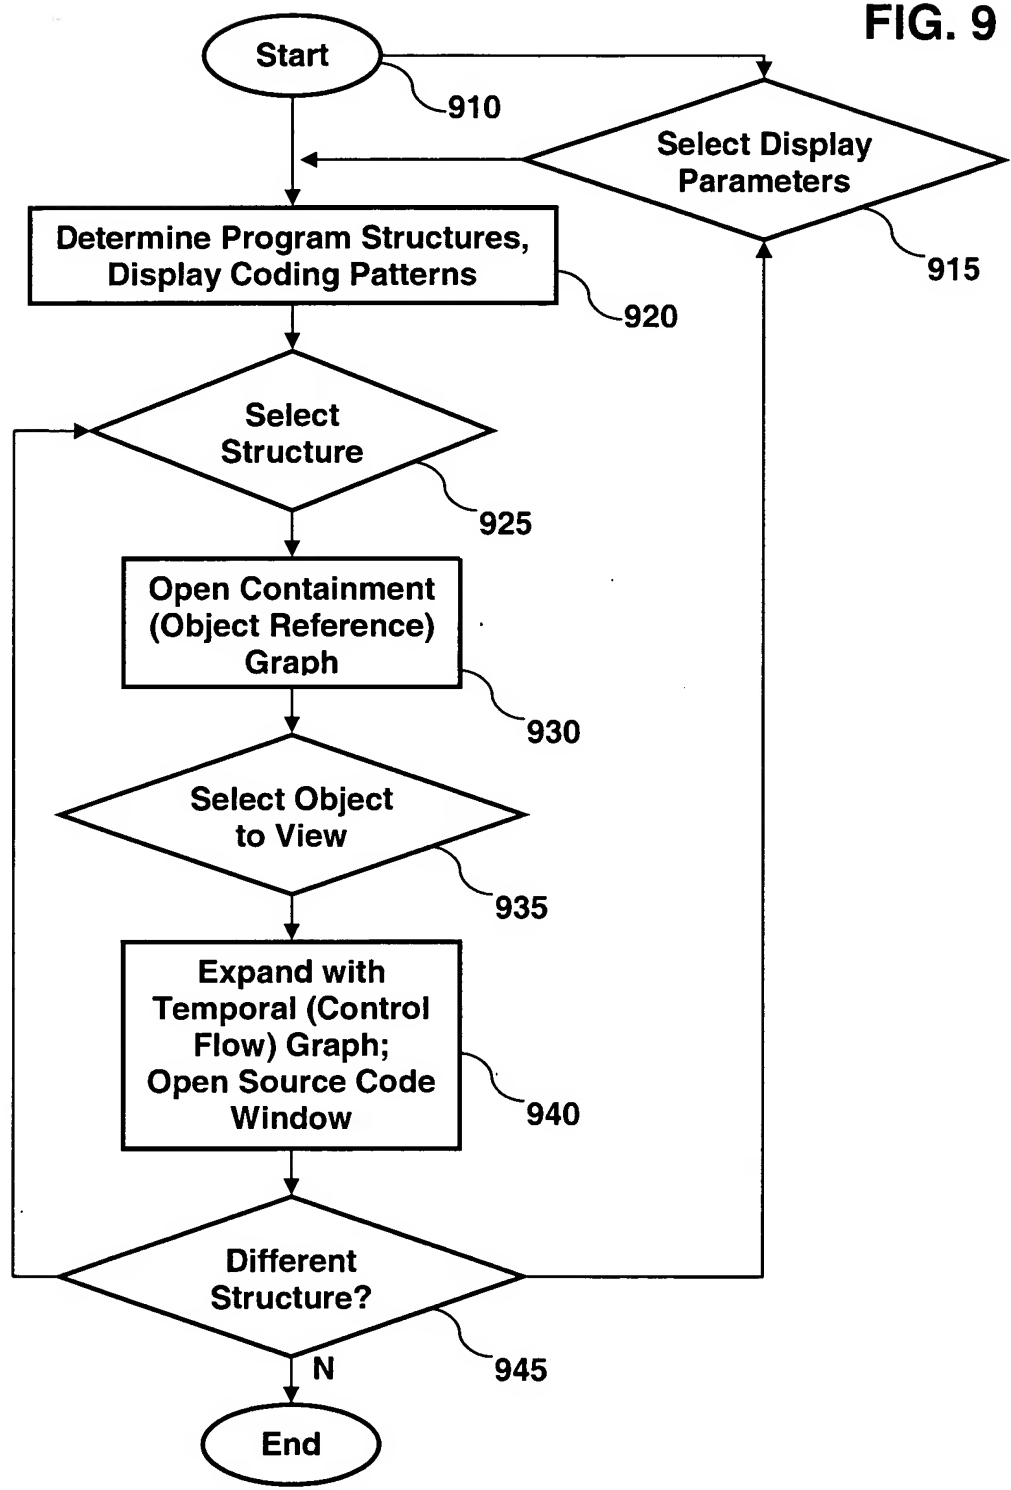 FIG. 9
Start
910
Select Display
Parameters
915
Determine Program Structures,
Display Coding Patterns
920
Select
Structure
925
Open Containment
(Object Reference)
Graph
930
Select Object
to View
935
Expand with
Temporal (Control
Flow) Graph;
Open Source Code
Window
940
Different
Structure?
945
N
End